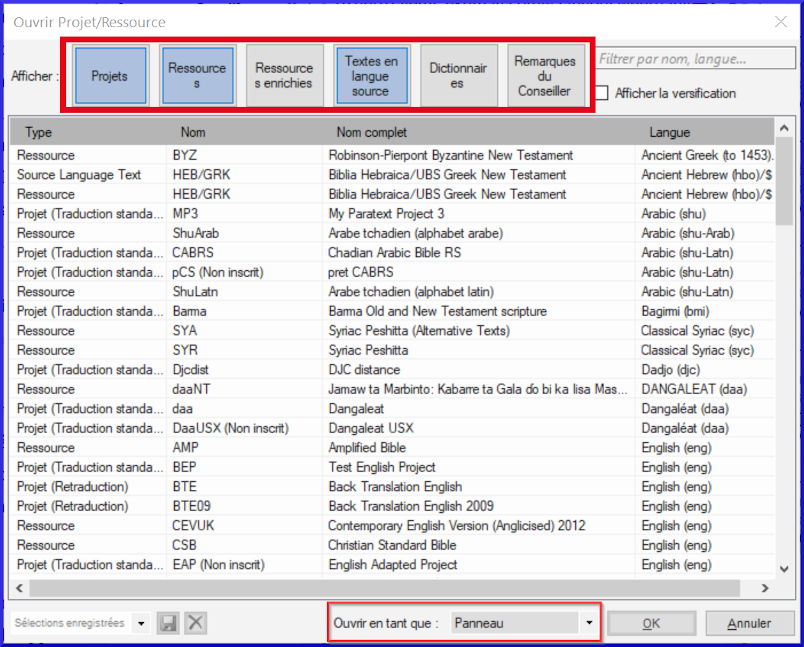 Ouvrir Projet/Ressource
Afficher : Projets Ressources Ressources enrichies Textes en langue source Dictionnaires Remarques du Conseiller Filtrer par nom, langue...
Afficher la versification
Type Nom Nom complet Langue
Ressource BYZ Robinson-Pierpont Byzantine New Testament Ancient Greek (to 1453).
Source Language Text HEB/GRK Biblia Hebraica/UBS Greek New Testament Ancient Hebrew (hbo)/$
Ressource HEB/GRK Biblia Hebraica/UBS Greek New Testament Ancient Hebrew (hbo)/$
Projet (Traduction standa... MP3 My Paratext Project 3 Arabic (shu)
Ressource ShuArab Arabe tchadien (alphabet arabe) Arabic (shu-Arab)
Projet (Traduction standa... CABRS Chadian Arabic Bible RS Arabic (shu-Latn)
Projet (Traduction standa... pCS (Non inscrit) pret CABRS Arabic (shu-Latn)
Ressource ShuLatn Arabe tchadien (alphabet latin) Arabic (shu-Latn)
Projet (Traduction standa... Barma Barma Old and New Testament scripture Bagirmi (bmi)
Ressource SYA Syriac Peshitta (Alternative Texts) Classical Syriac (syc)
Ressource SYR Syriac Peshitta Classical Syriac (syc)
Projet (Traduction standa... Djcdist DJC distance Dadjo (djc)
Ressource daaNT Jamaw ta Marbinto: Kabarre ta Gala ɗo bi ka lisa Mas... DANGALEAT (daa)
Projet (Traduction standa... daa Dangaleat Dangaléat (daa)
Projet (Traduction standa... DaaUSX (Non inscrit) Dangaleat USX Dangaléat (daa)
Ressource AMP Amplified Bible English (eng)
Projet (Traduction standa... BEP Test English Project English (eng)
Projet (Retraduction) BTE Back Translation English English (eng)
Projet (Retraduction) BTE09 Back Translation English 2009 English (eng)
Ressource CEVUK Contemporary English Version (Anglicised) 2012 English (eng)
Ressource CSB Christian Standard Bible English (eng)
Projet (Traduction standa... EAP (Non inscrit) English Adapted Project English (eng)
Sélections enregistrées Ouvrir en tant que : Panneau OK Annuler